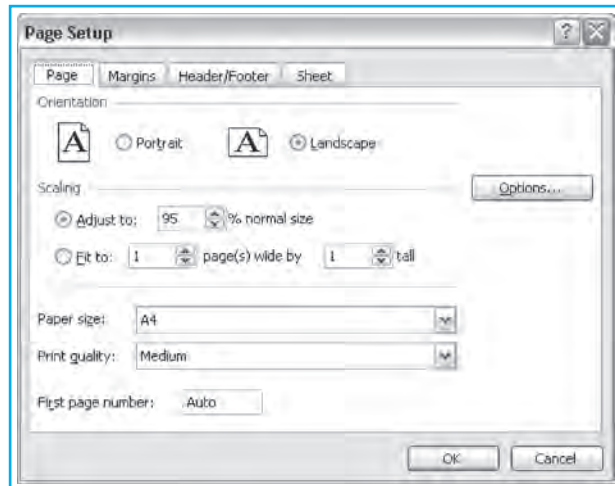 Page Setup
Page Margins Header/Footer Sheet
Orientation
A Portrait A Landscape
Scaling
Options...
Adjust to: 95 % normal size
Fit to: 1 page(s) wide by 1 tall
Paper size: A4
Print quality: Medium
First page number: Auto
OK Cancel